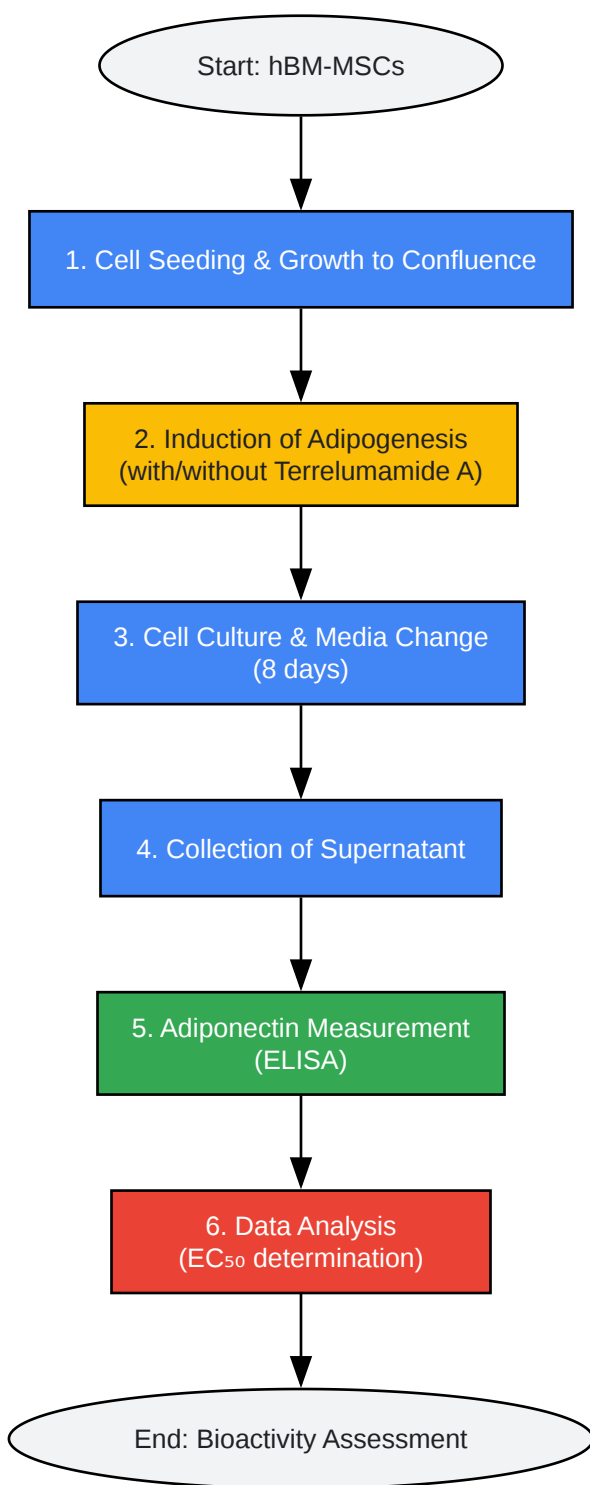 Start: hBM-MSCs
1. Cell Seeding & Growth to Confluence
2. Induction of Adipogenesis
(with/without Terrelumamide A)
3. Cell Culture & Media Change
(8 days)
4. Collection of Supernatant
5. Adiponectin Measurement
(ELISA)
6. Data Analysis
(EC₅₀ determination)
End: Bioactivity Assessment